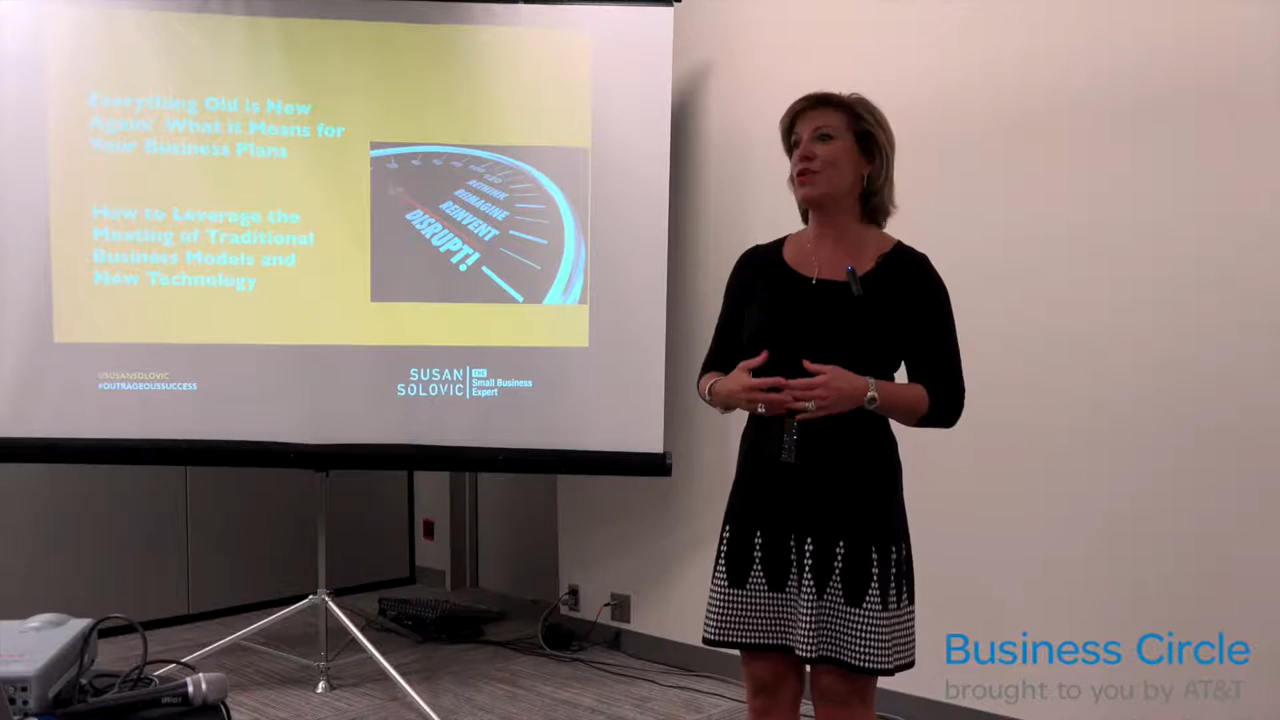 Everything Old is New
Again: What it Means for
Your Business Plans
How to Leverage the
Meeting of Traditional
Business Models and
New Technology
120
RETHINK
REIMAGINE
REINVENT
DISRUPT!
@SUSANSOLOVIC
#OUTRAGEOUSSUCCESS
SUSAN
SOLOVIC
THE
Small Business
Expert
Business Circle
brought to you by AT&T